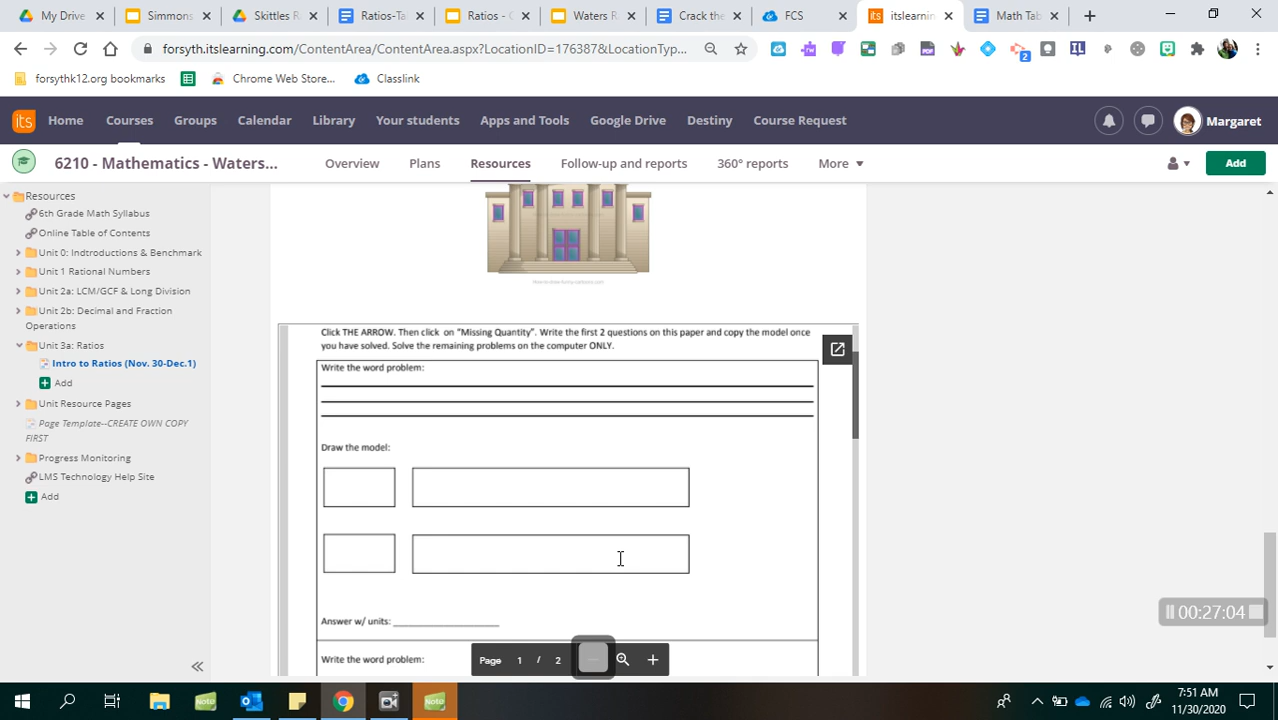 My Drive
Simmons
Skittles R
Ratios-Ta
Ratios - C
Waters R
Crack the
FCS
itslearning
Math Tab
forsyth.itslearning.com/ContentArea/ContentArea.aspx?LocationID=176387&LocationTyp...
forsythk12.org bookmarks
Chrome Web Store...
Classlink
its
Home
Courses
Groups
Calendar
Library
Your students
Apps and Tools
Google Drive
Destiny
Course Request
Margaret
6210 - Mathematics - Waters...
Overview
Plans
Resources
Follow-up and reports
360° reports
More
Add
Resources
6th Grade Math Syllabus
Online Table of Contents
Unit 0: Indtroductions & Benchmark
Unit 1 Rational Numbers
Unit 2a: LCM/GCF & Long Division
Unit 2b: Decimal and Fraction
Operations
Unit 3a: Ratios
Intro to Ratios (Nov. 30-Dec.1)
Add
Unit Resource Pages
Page Template--CREATE OWN COPY
FIRST
Progress Monitoring
LMS Technology Help Site
Add
Click THE ARROW. Then click on "Missing Quantity". Write the first 2 questions on this paper and copy the model once
you have solved. Solve the remaining problems on the computer ONLY.
Write the word problem:
Draw the model:
Answer w/ units:
Write the word problem:
Page 1 / 2
00:27:04
7:51 AM
11/30/2020